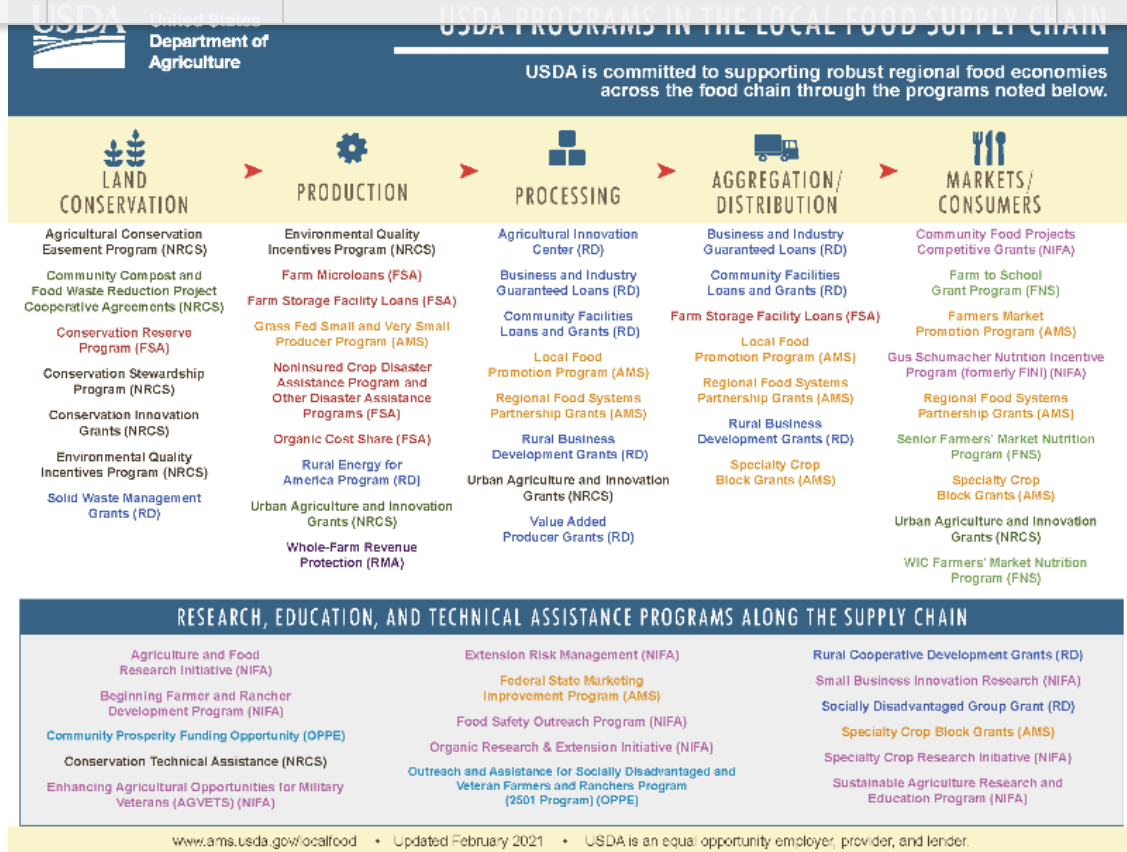 USDA
United States
Department of
Agriculture
USDA PROGRAMS IN THE LOCAL FOOD SUPPLY CHAIN
USDA is committed to supporting robust regional food economies
across the food chain through the programs noted below.
LAND
CONSERVATION
Agricultural Conservation
Easement Program (NRCS)
Community Compost and
Food Waste Reduction Project
Cooperative Agreements (NRCS)
Conservation Reserve
Program (FSA)
Conservation Stewardship
Program (NRCS)
Conservation Innovation
Grants (NRCS)
Environmental Quality
Incentives Program (NRCS)
Solid Waste Management
Grants (RD)
PRODUCTION
Environmental Quality
Incentives Program (NRCS)
Farm Microloans (FSA)
Farm Storage Facility Loans (FSA)
Grass Fed Small and Very Small
Producer Program (AMS)
Noninsured Crop Disaster
Assistance Program and
Other Disaster Assistance
Programs (FSA)
Organic Cost Share (FSA)
Rural Energy for
America Program (RD)
Urban Agriculture and Innovation
Grants (NRCS)
Whole-Farm Revenue
Protection (RMA)
PROCESSING
Agricultural Innovation
Center (RD)
Business and Industry
Guaranteed Loans (RD)
Community Facilities
Loans and Grants (RD)
Local Food
Promotion Program (AMS)
Regional Food Systems
Partnership Grants (AMS)
Rural Business
Development Grants (RD)
Urban Agriculture and Innovation
Grants (NRCS)
Value Added
Producer Grants (RD)
AGGREGATION/
DISTRIBUTION
Business and Industry
Guaranteed Loans (RD)
Community Facilities
Loans and Grants (RD)
Farm Storage Facility Loans (FSA)
Local Food
Promotion Program (AMS)
Regional Food Systems
Partnership Grants (AMS)
Rural Business
Development Grants (RD)
Specialty Crop
Block Grants (AMS)
MARKETS/
CONSUMERS
Community Food Projects
Competitive Grants (NIFA)
Farm to School
Grant Program (FNS)
Farmers Market
Promotion Program (AMS)
Gus Schumacher Nutrition Incentive
Program (formerly FINI) (NIFA)
Regional Food Systems
Partnership Grants (AMS)
Senior Farmers' Market Nutrition
Program (FNS)
Specialty Crop
Block Grants (AMS)
Urban Agriculture and Innovation
Grants (NRCS)
WIC Farmers' Market Nutrition
Program (FNS)
RESEARCH, EDUCATION, AND TECHNICAL ASSISTANCE PROGRAMS ALONG THE SUPPLY CHAIN
Agriculture and Food
Research Initiative (NIFA)
Beginning Farmer and Rancher
Development Program (NIFA)
Community Prosperity Funding Opportunity (OPPE)
Conservation Technical Assistance (NRCS)
Enhancing Agricultural Opportunities for Military
Veterans (AGVETS) (NIFA)
Extension Risk Management (NIFA)
Federal State Marketing
Improvement Program (AMS)
Food Safety Outreach Program (NIFA)
Organic Research & Extension Initiative (NIFA)
Outreach and Assistance for Socially Disadvantaged and
Veteran Farmers and Ranchers Program
(2501 Program) (OPPE)
Rural Cooperative Development Grants (RD)
Small Business Innovation Research (NIFA)
Socially Disadvantaged Group Grant (RD)
Specialty Crop Block Grants (AMS)
Specialty Crop Research Initiative (NIFA)
Sustainable Agriculture Research and
Education Program (NIFA)
www.ams.usda.gov/localfood • Updated February 2021 • USDA is an equal opportunity employer, provider, and lender.